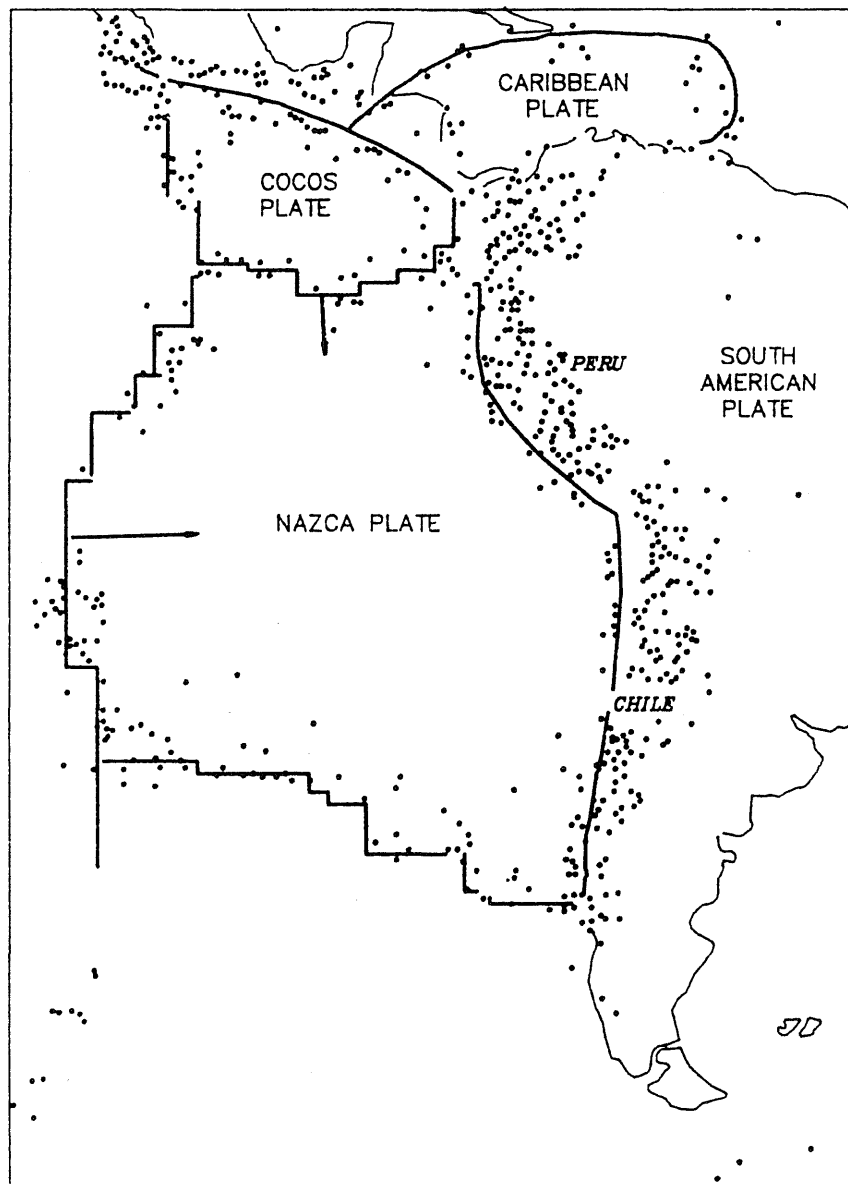 CARIBBEAN
PLATE
COCOS
PLATE
PERU
SOUTH
AMERICAN
PLATE
NAZCA PLATE
CHILE